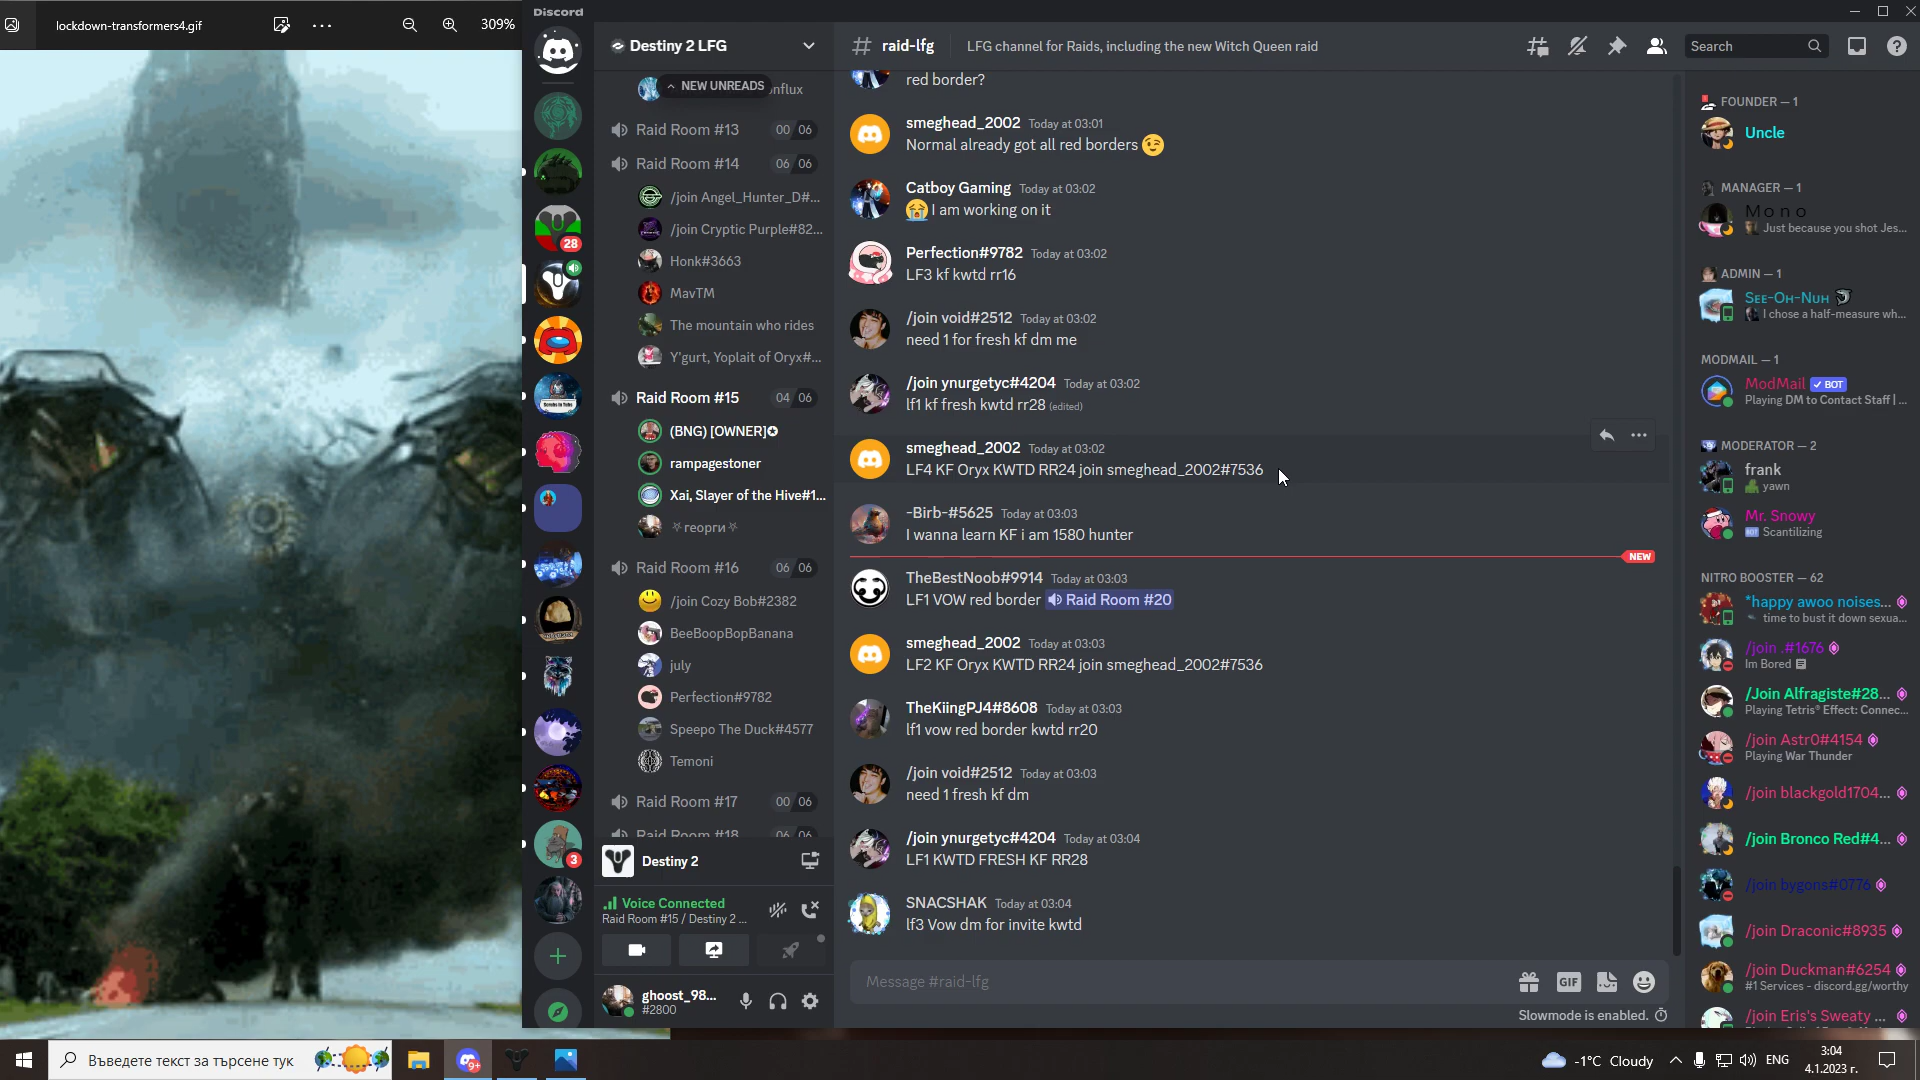 lockdown-transformers4.gif
309%
Discord
Destiny 2 LFG
NEW UNREADS
onflux
Raid Room #13
00 06
Raid Room #14
06 06
/join Angel_Hunter_D#...
/join Cryptic Purple#82...
Honk#3663
MavTM
The mountain who rides
Y'gurt, Yoplait of Oryx#...
Raid Room #15
04 06
(BNG) [OWNER]✪
rampagestoner
Xai, Slayer of the Hive#1...
⛧георги⛧
Raid Room #16
06 06
/join Cozy Bob#2382
BeeBoopBopBanana
july
Perfection#9782
Speepo The Duck#4577
Temoni
Raid Room #17
00 06
Raid Room #18
06 06
Destiny 2
Voice Connected
Raid Room #15 / Destiny 2 ...
ghoost_98...
#2800
28
3
raid-lfg
LFG channel for Raids, including the new Witch Queen raid
Search
red border?
smeghead_2002 Today at 03:01
Normal already got all red borders 😉
Catboy Gaming Today at 03:02
😭 I am working on it
Perfection#9782 Today at 03:02
LF3 kf kwtd rr16
/join void#2512 Today at 03:02
need 1 for fresh kf dm me
/join ynurgetyc#4204 Today at 03:02
lf1 kf fresh kwtd rr28 (edited)
smeghead_2002 Today at 03:02
LF4 KF Oryx KWTD RR24 join smeghead_2002#7536
-Birb-#5625 Today at 03:03
I wanna learn KF i am 1580 hunter
NEW
TheBestNoob#9914 Today at 03:03
LF1 VOW red border Raid Room #20
smeghead_2002 Today at 03:03
LF2 KF Oryx KWTD RR24 join smeghead_2002#7536
TheKiingPJ4#8608 Today at 03:03
lf1 vow red border kwtd rr20
/join void#2512 Today at 03:03
need 1 fresh kf dm
/join ynurgetyc#4204 Today at 03:04
LF1 KWTD FRESH KF RR28
SNACSHAK Today at 03:04
lf3 Vow dm for invite kwtd
Message #raid-lfg
GIF
Slowmode is enabled.
FOUNDER — 1
Uncle
MANAGER — 1
M o n o
Just because you shot Jes...
ADMIN — 1
See-Oh-Nuh
I chose a half-measure wh...
MODMAIL — 1
ModMail ✓ BOT
Playing DM to Contact Staff | ...
MODERATOR — 2
frank
yawn
Mr. Snowy
Scantilizing
NITRO BOOSTER — 62
*happy awoo noises...
time to bust it down sexua...
/join .#1676
Im Bored
/Join Alfragiste#28...
Playing Tetris® Effect: Connec...
/join Astr0#4154
Playing War Thunder
/join blackgold1704...
/join Bronco Red#4...
/join bygons#0776
/join Draconic#8935
/join Duckman#6254
#1 Services - discord.gg/worthy
/join Eris's Sweaty ...
Въведете текст за търсене тук
9+
-1°C Cloudy
ENG
3:04
4.1.2023 г.